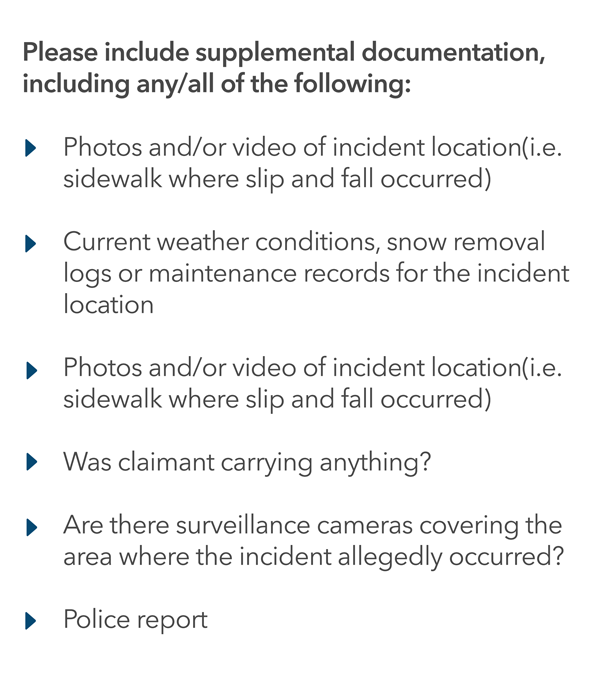 Please include supplemental documentation,
including any/all of the following:
Photos and/or video of incident location(i.e.
sidewalk where slip and fall occurred)
Current weather conditions, snow removal
logs or maintenance records for the incident
location
Photos and/or video of incident location(i.e.
sidewalk where slip and fall occurred)
Was claimant carrying anything?
Are there surveillance cameras covering the
area where the incident allegedly occurred?
Police report